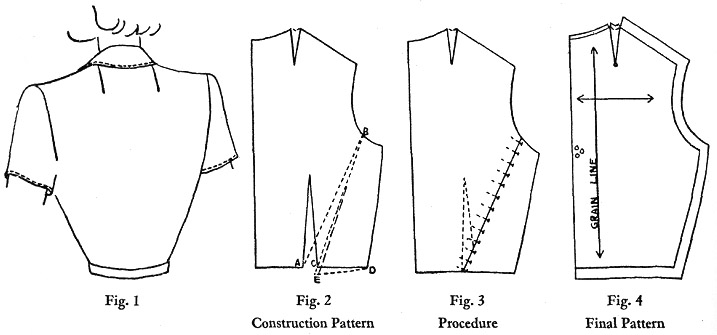 B
A
C
D
E
GRAIN LINE
Fig. 1
Fig. 2
Fig. 3
Fig. 4
Construction Pattern
Procedure
Final Pattern